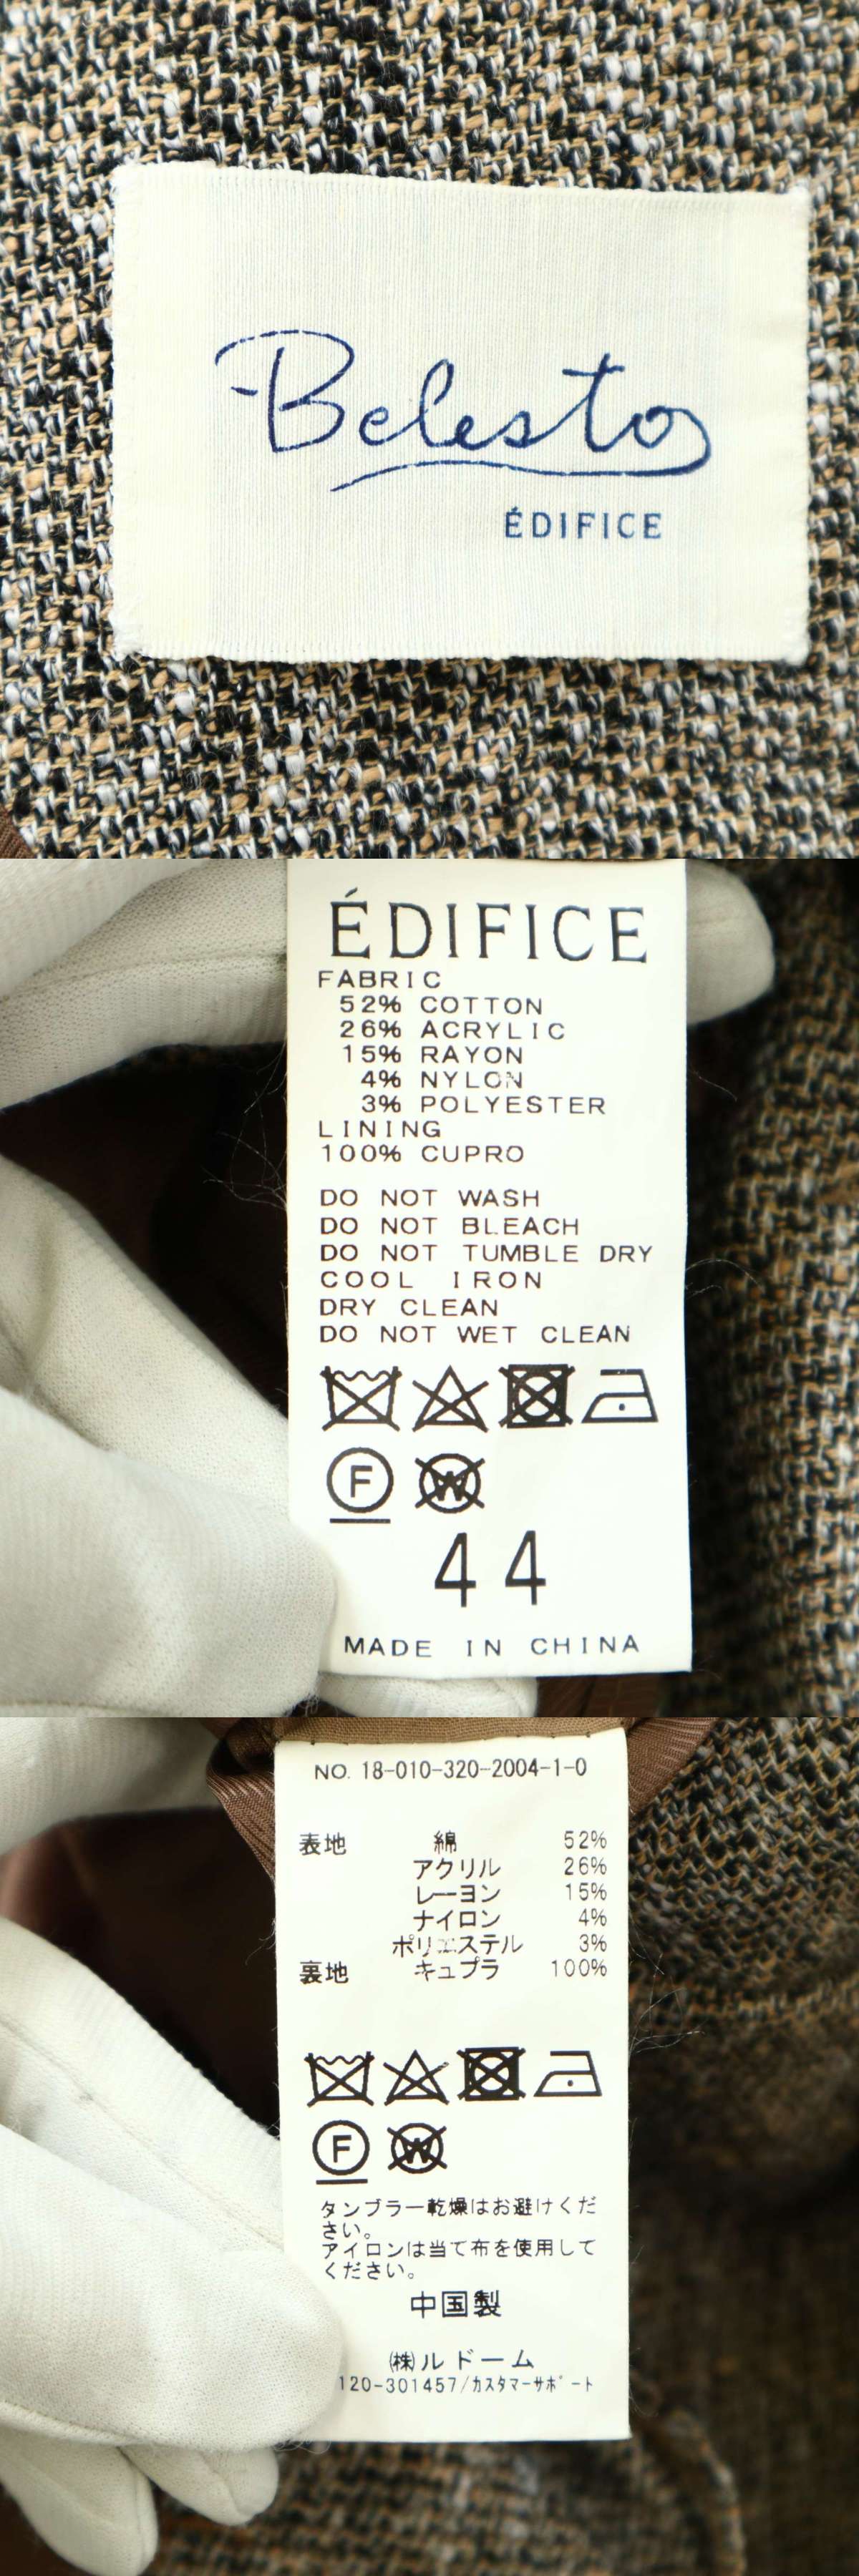 Belesto
ÉDIFICE
ÉDIFICE
FABRIC
52% COTTON
26% ACRYLIC
15% RAYON
4% NYLON
3% POLYESTER
LINING
100% CUPRO
DO NOT WASH
DO NOT BLEACH
DO NOT TUMBLE DRY
COOL IRON
DRY CLEAN
DO NOT WET CLEAN
F W
44
MADE IN CHINA
NO. 18-010-320-2004-1-0
表地 綿 52%
アクリル 26%
レーヨン 15%
ナイロン 4%
ポリエステル 3%
裏地 キュプラ 100%
F W
タンブラー乾燥はお避けくだ
さい。
アイロンは当て布を使用して
ください。
中国製
㈱ルドーム
120-301457/カスタマーサポート